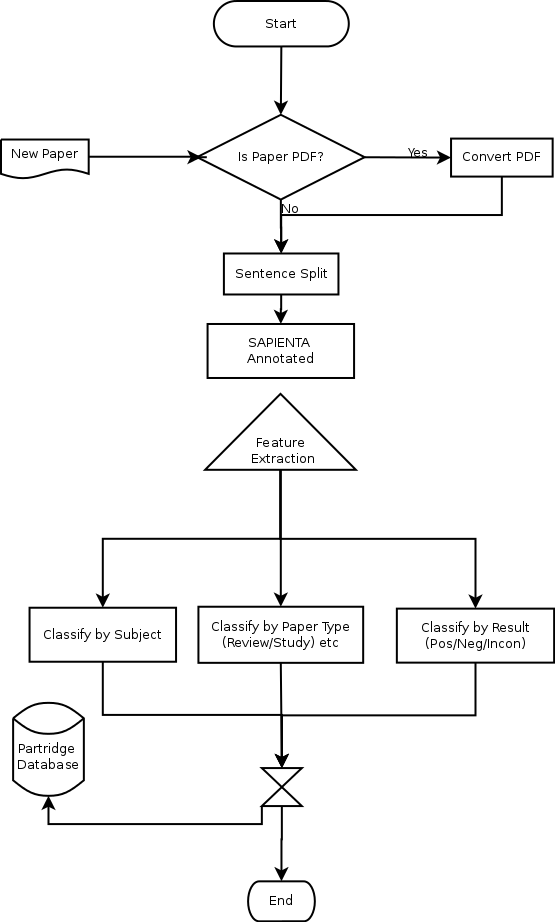 Start
New Paper
Is Paper PDF?
Yes
Convert PDF
No
Sentence Split
SAPIENTA
Annotated
Feature
Extraction
Classify by Subject
Classify by Paper Type
(Review/Study) etc
Classify by Result
(Pos/Neg/Incon)
Partridge
Database
End